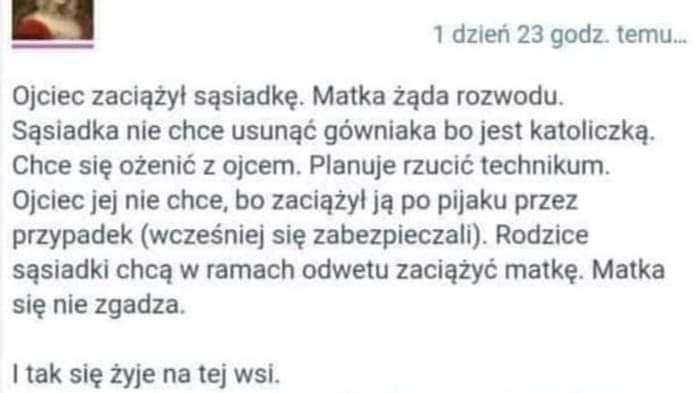 1 dzień 23 godz. temu...
Ojciec zaciążył sąsiadkę. Matka żąda rozwodu.
Sąsiadka nie chce usunąć gówniaka bo jest katoliczką.
Chce się ożenić z ojcem. Planuje rzucić technikum.
Ojciec jej nie chce, bo zaciążył ją po pijaku przez
przypadek (wcześniej się zabezpieczali). Rodzice
sąsiadki chcą w ramach odwetu zaciążyć matkę. Matka
się nie zgadza.
I tak się żyje na tej wsi.